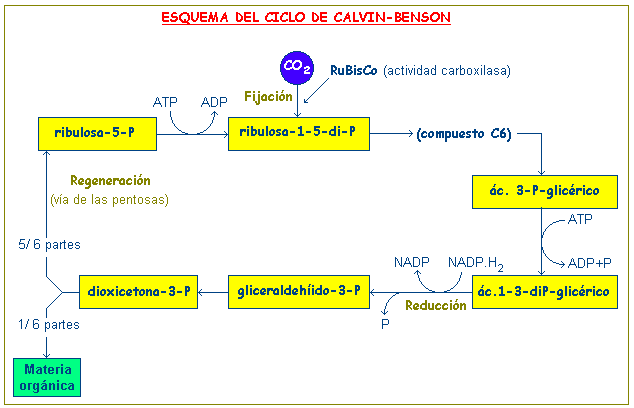 ESQUEMA DEL CICLO DE CALVIN-BENSON
CO2
RuBisCo (actividad carboxilasa)
Fijación
ATP
ADP
ribulosa-5-P
ribulosa-1-5-di-P
(compuesto C6)
Regeneración
(vía de las pentosas)
ác. 3-P-glicérico
ATP
ADP+P
5/6 partes
NADP
NADP.H2
dioxicetona-3-P
gliceraldehíido-3-P
ác.1-3-diP-glicérico
Reducción
P
1/6 partes
Materia
orgánica